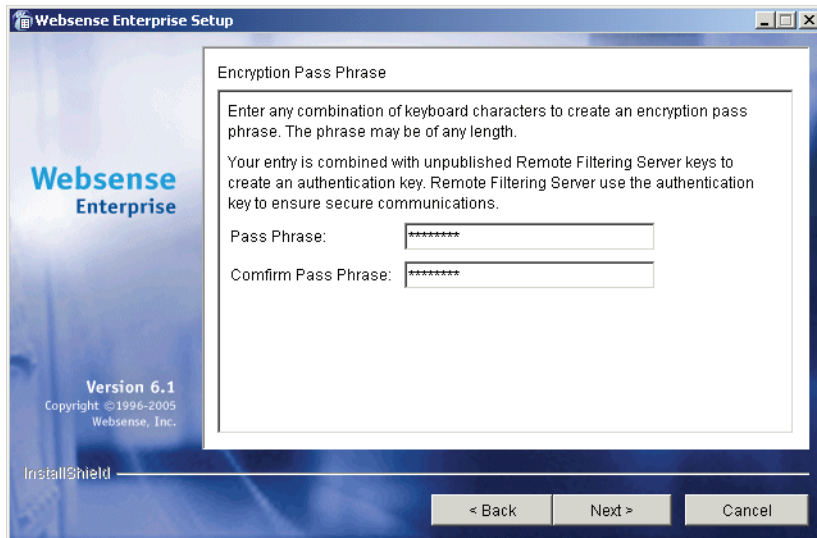 Websense Enterprise Setup
Encryption Pass Phrase
Enter any combination of keyboard characters to create an encryption pass
phrase. The phrase may be of any length.
Your entry is combined with unpublished Remote Filtering Server keys to
create an authentication key. Remote Filtering Server use the authentication
key to ensure secure communications.
Websense
Enterprise
Pass Phrase: ********
Comfirm Pass Phrase: ********
Version 6.1
Copyright ©1996-2005
Websense, Inc.
InstallShield
< Back Next > Cancel